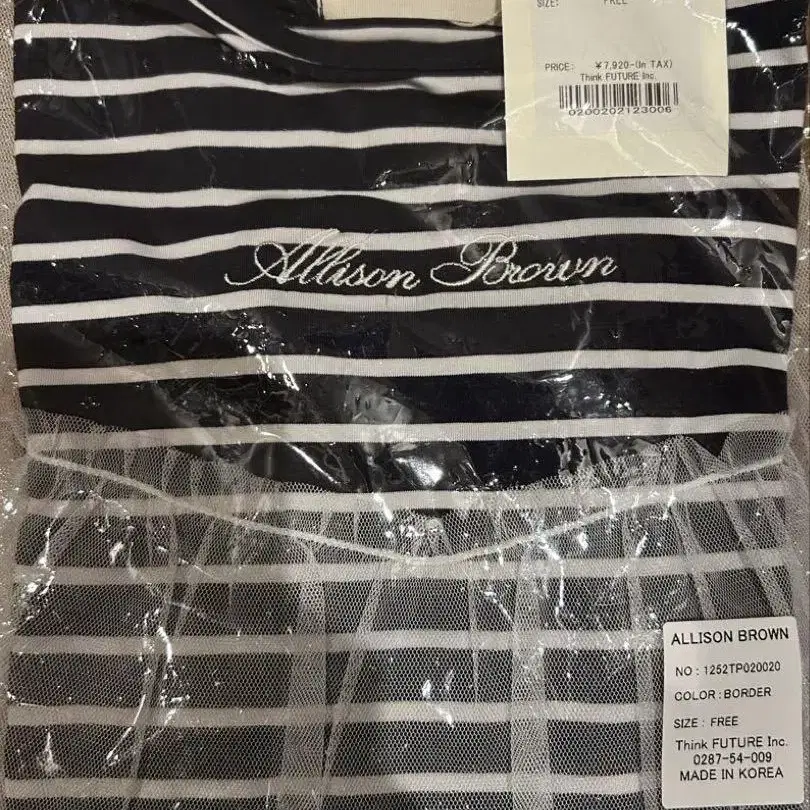 SIZE: FREE
PRICE: ¥7,920-(In TAX)
Think FUTURE Inc.
0200202123006
Allison Brown
ALLISON BROWN
NO : 1252TP020020
COLOR : BORDER
SIZE : FREE
Think FUTURE Inc.
0287-54-009
MADE IN KOREA